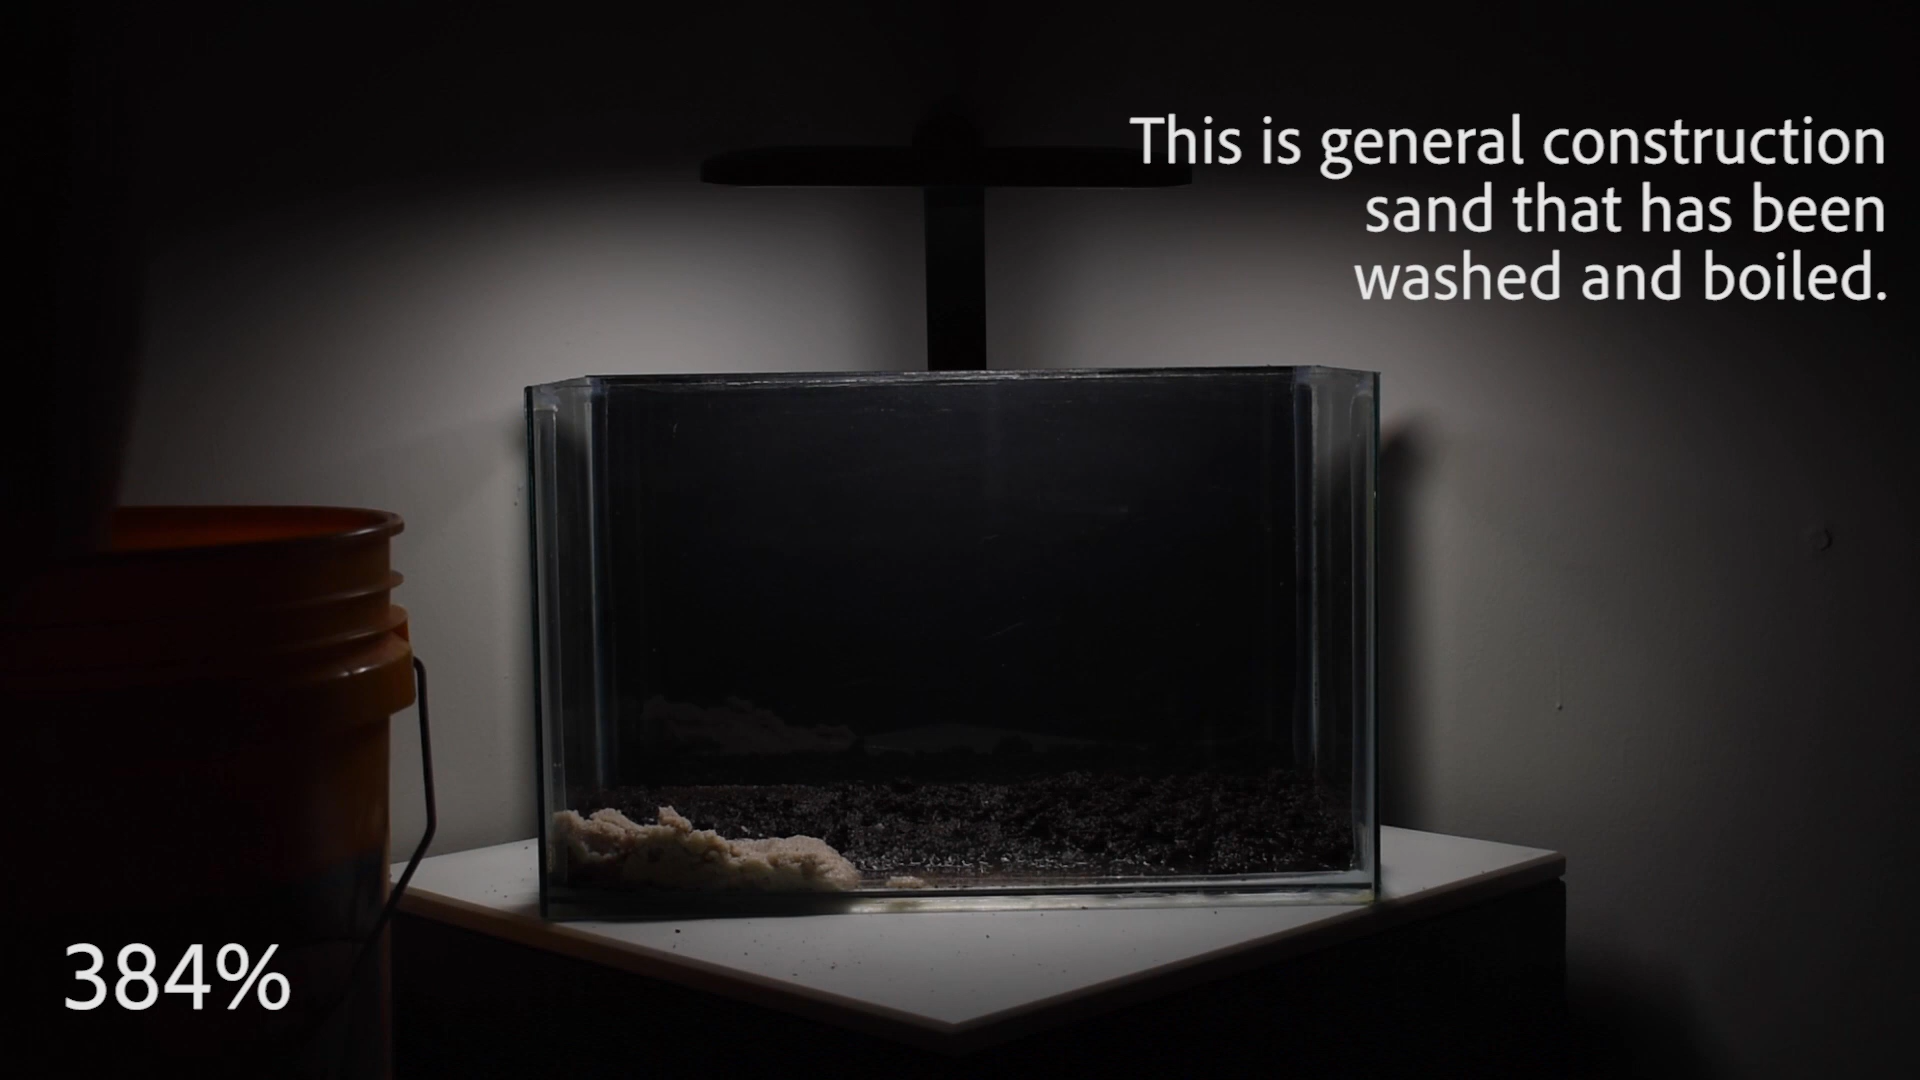 This is general construction
sand that has been
washed and boiled.
384%